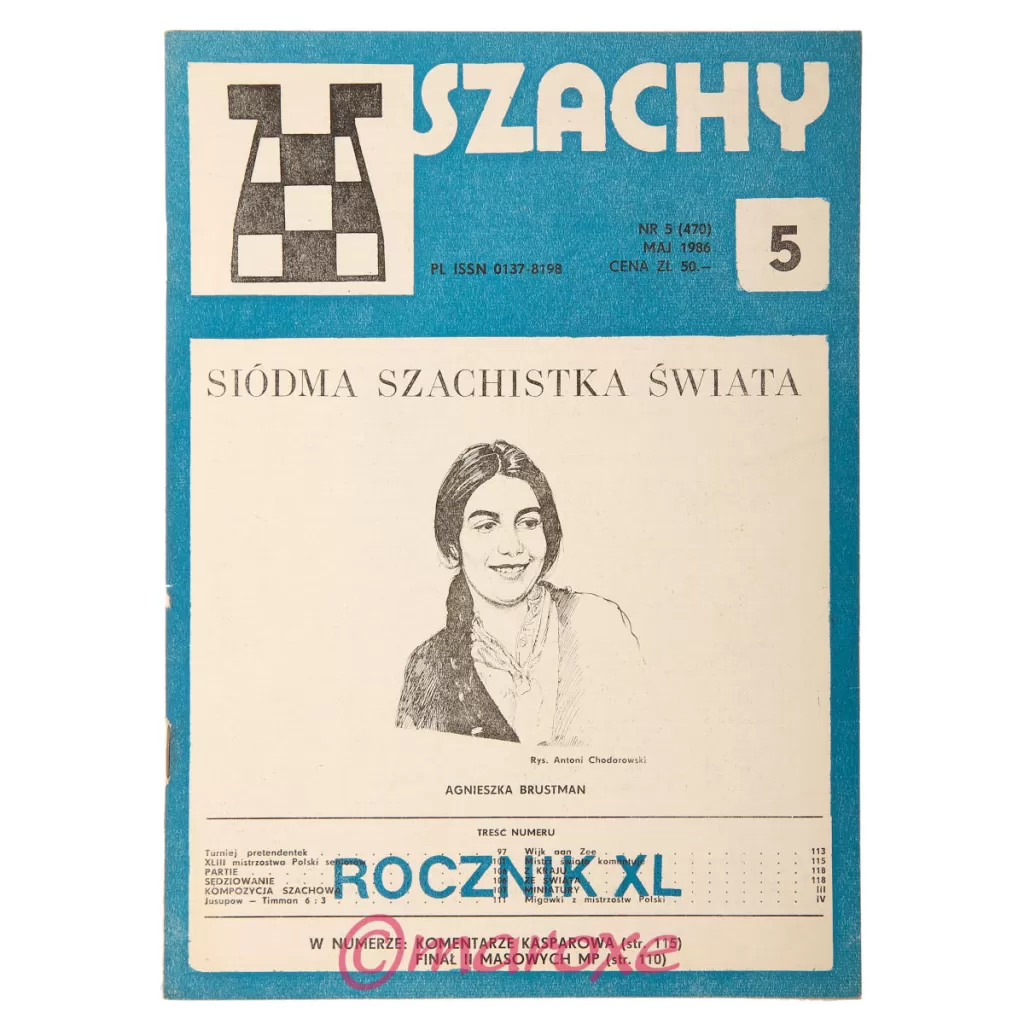 SZACHY
NR 5 (470)
MAJ 1986
PL ISSN 0137-8198
CENA ZŁ 50.—
5
SIÓDMA SZACHISTKA ŚWIATA
Rys. Antoni Chodorowski
AGNIESZKA BRUSTMAN
TREŚĆ NUMERU
Turniej pretendentek . . . 97
XLIII mistrzostwa Polski seniorów
PARTIE . . . 106
SĘDZIOWANIE . . . 106
KOMPOZYCJA SZACHOWA
Jusupow — Timman 6 : 3 . . . 111
Wijk aan Zee . . . 113
Mistrz świata komentuje . . . 115
Z KRAJU . . . 118
ZE ŚWIATA . . . 118
MINIATURY . . . III
Migawki z mistrzostw Polski . . . IV
ROCZNIK XL
W NUMERZE: KOMENTARZE KASPAROWA (str. 115)
FINAŁ II MASOWYCH MP (str. 110)
©maroxe